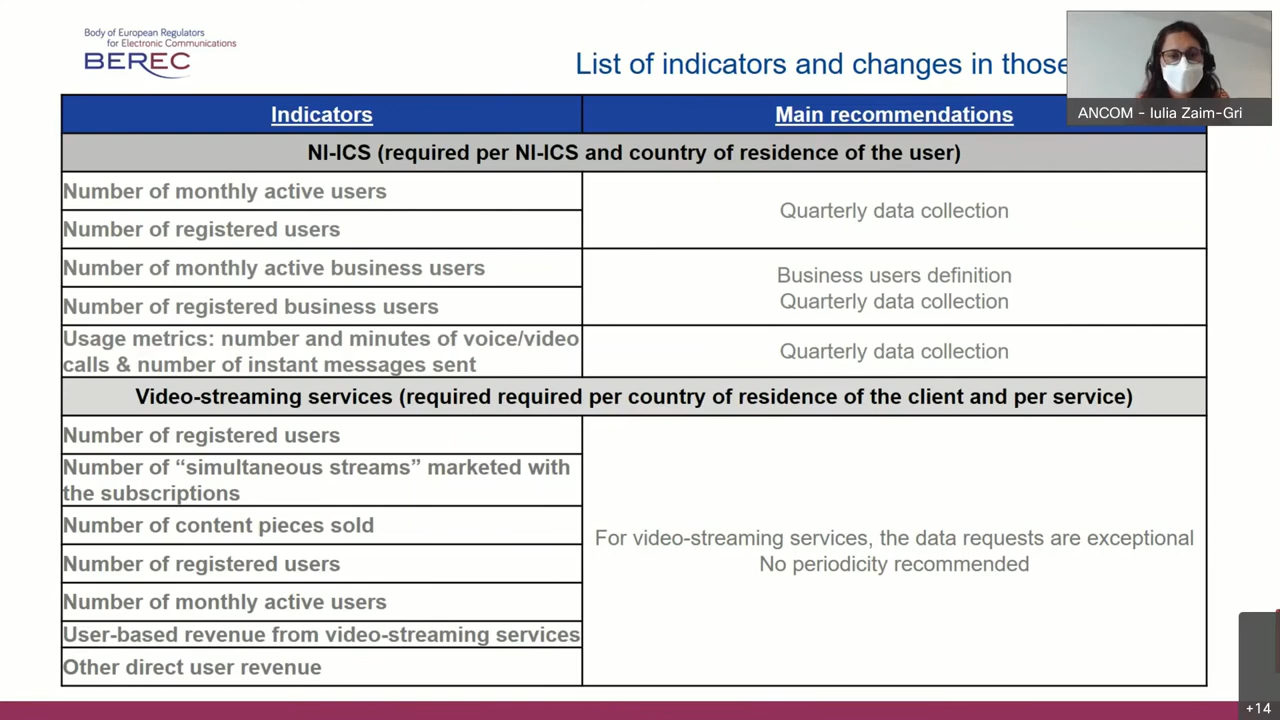 Body of European Regulators
for Electronic Communications
BEREC
List of indicators and changes in those
ANCOM - Iulia Zaim-Gri
Indicators
Main recommendations
NI-ICS (required per NI-ICS and country of residence of the user)
Number of monthly active users
Number of registered users
Quarterly data collection
Number of monthly active business users
Number of registered business users
Business users definition
Quarterly data collection
Usage metrics: number and minutes of voice/video
calls & number of instant messages sent
Quarterly data collection
Video-streaming services (required required per country of residence of the client and per service)
Number of registered users
Number of “simultaneous streams” marketed with
the subscriptions
Number of content pieces sold
Number of registered users
Number of monthly active users
User-based revenue from video-streaming services
Other direct user revenue
For video-streaming services, the data requests are exceptional
No periodicity recommended
+14